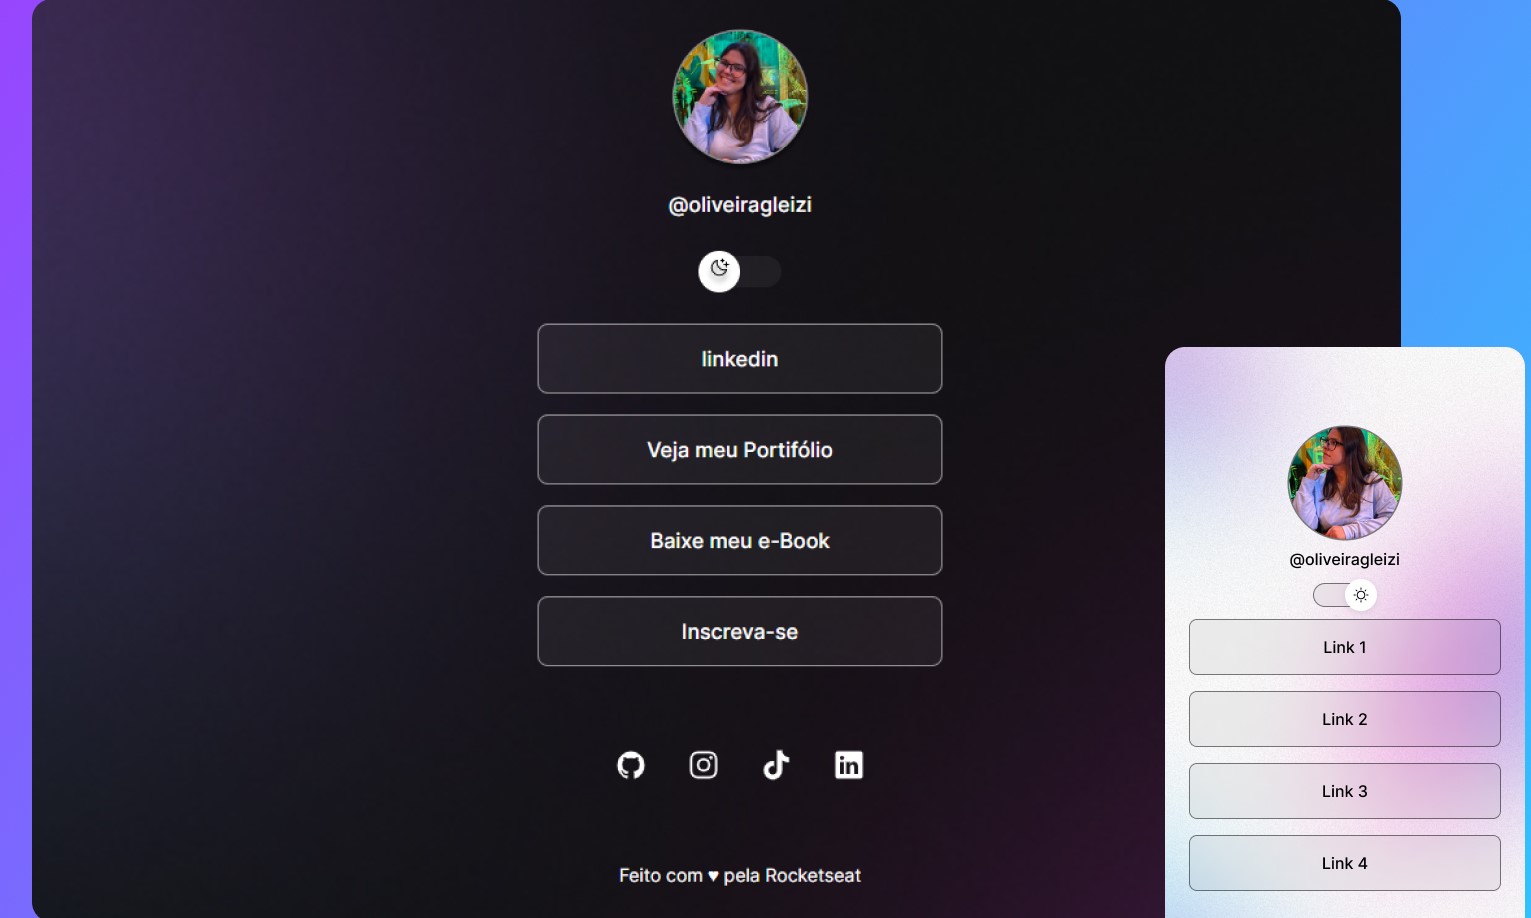 @oliveiragleizi
linkedin
Veja meu Portifólio
Baixe meu e-Book
Inscreva-se
in
Feito com ♥ pela Rocketseat
@oliveiragleizi
Link 1
Link 2
Link 3
Link 4